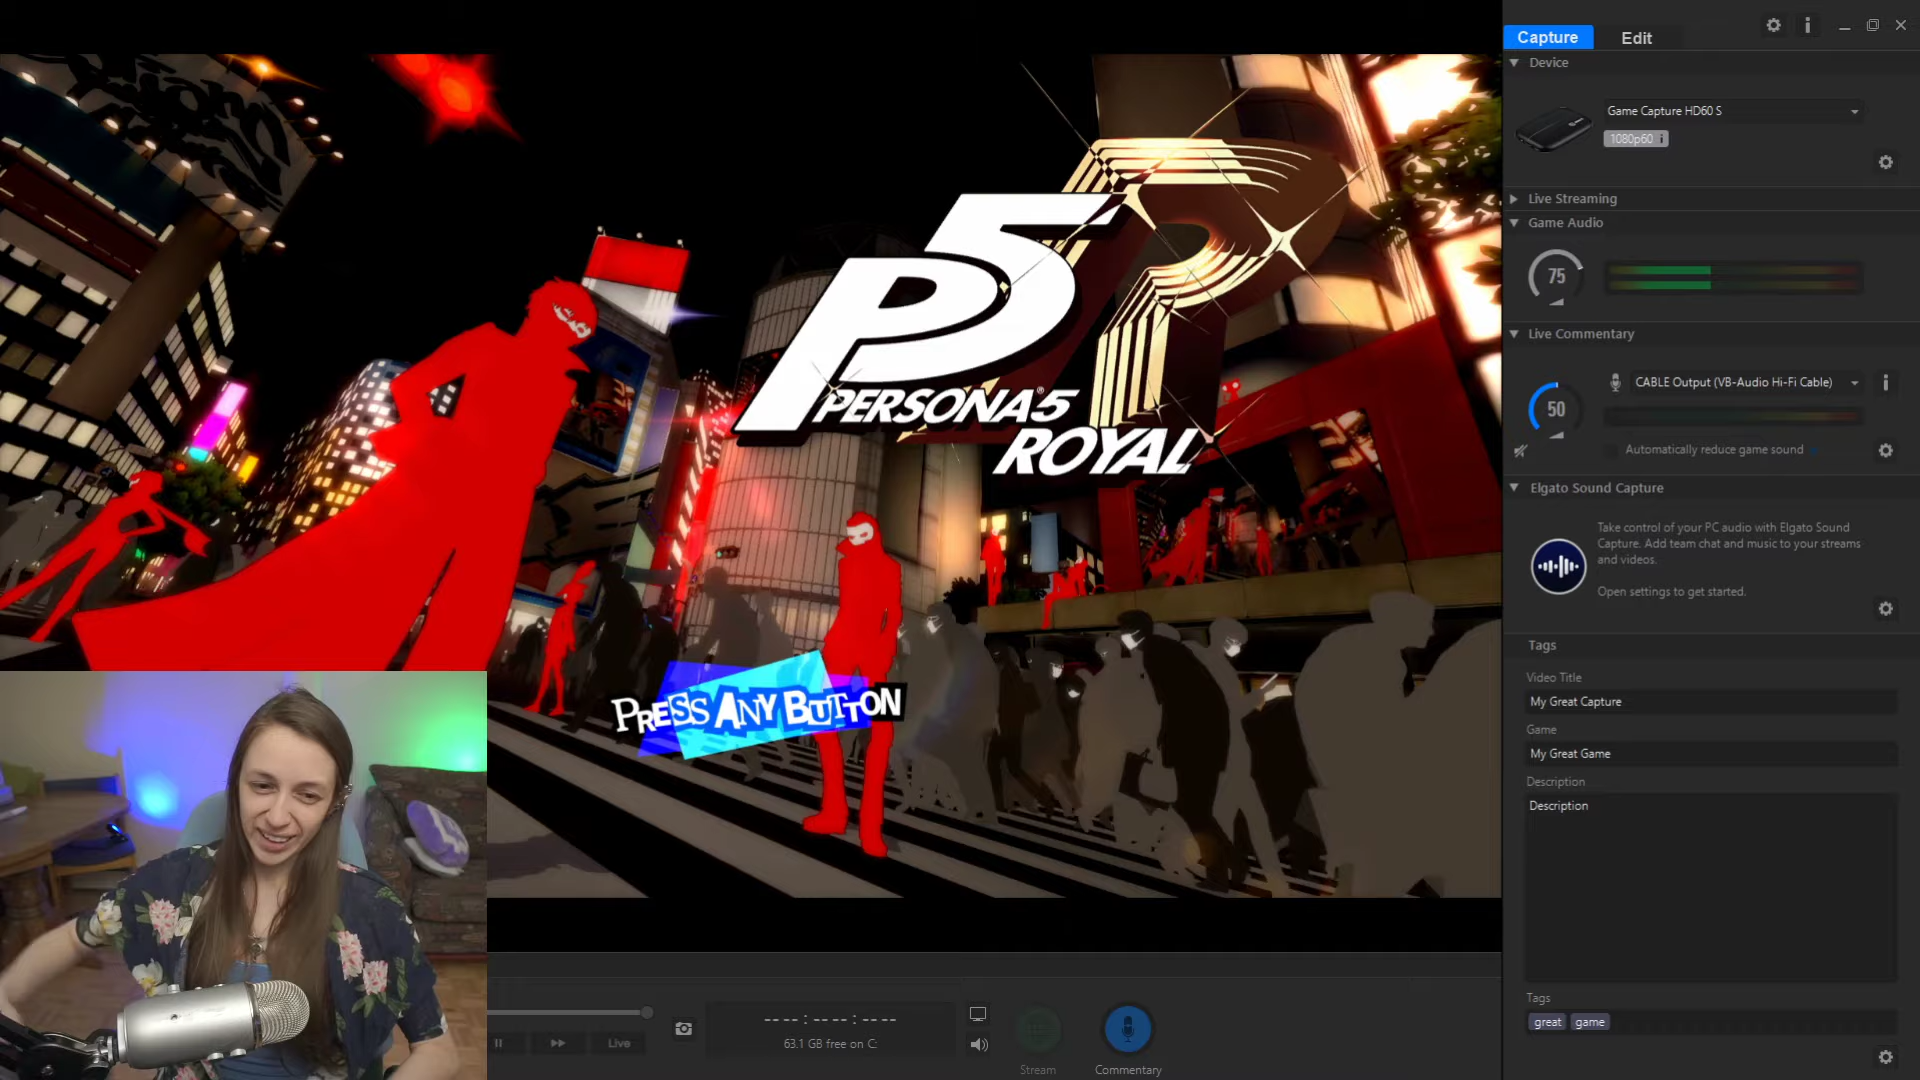 Capture
Edit
Device
Game Capture HD60 S
1080p60 i
Live Streaming
Game Audio
75
Live Commentary
CABLE Output (VB-Audio Hi-Fi Cable)
50
Automatically reduce game sound
Elgato Sound Capture
Take control of your PC audio with Elgato Sound
Capture. Add team chat and music to your streams
and videos.
Open settings to get started.
Tags
Video Title
My Great Capture
Game
My Great Game
Description
Description
Tags
great game
P5R
PERSONA®5
ROYAL
PRESS ANY BUTTON
Live
----:----:----
63.1 GB free on C:
Stream
Commentary